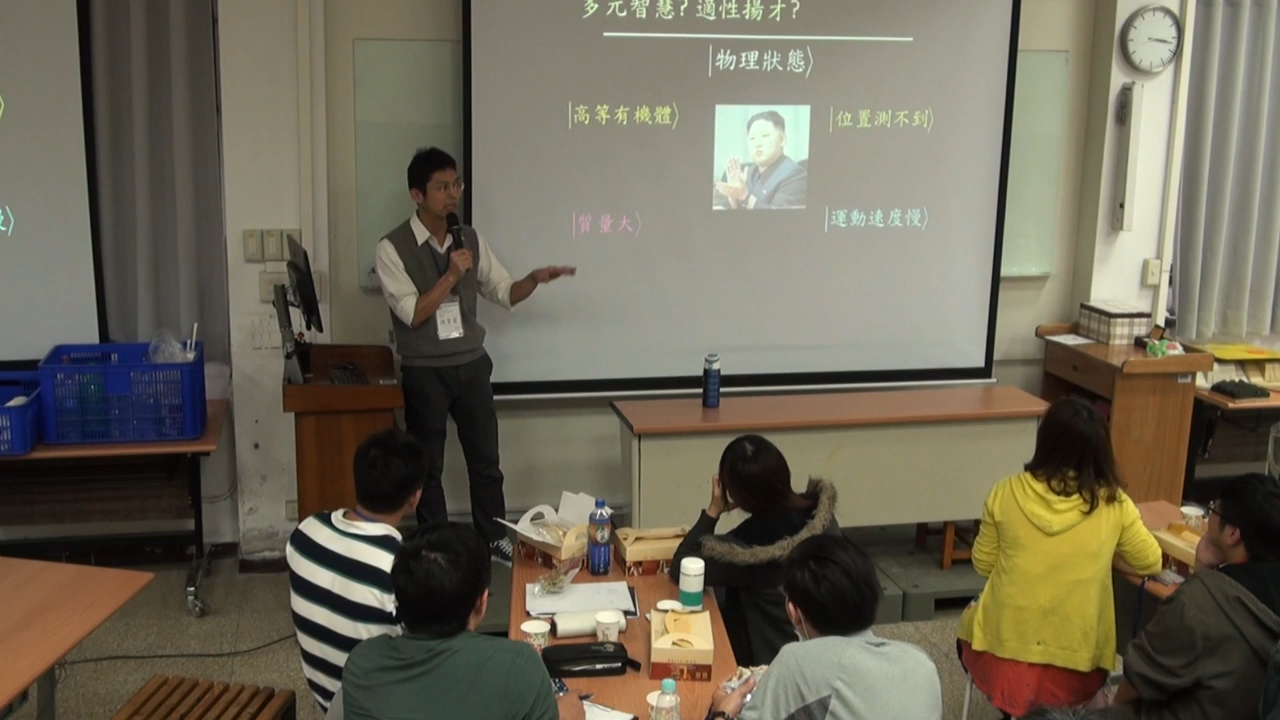 多元智慧?適性揚才?
|物理狀態〉
|高等有機體〉
|位置測不到〉
|質量大〉
|運動速度慢〉